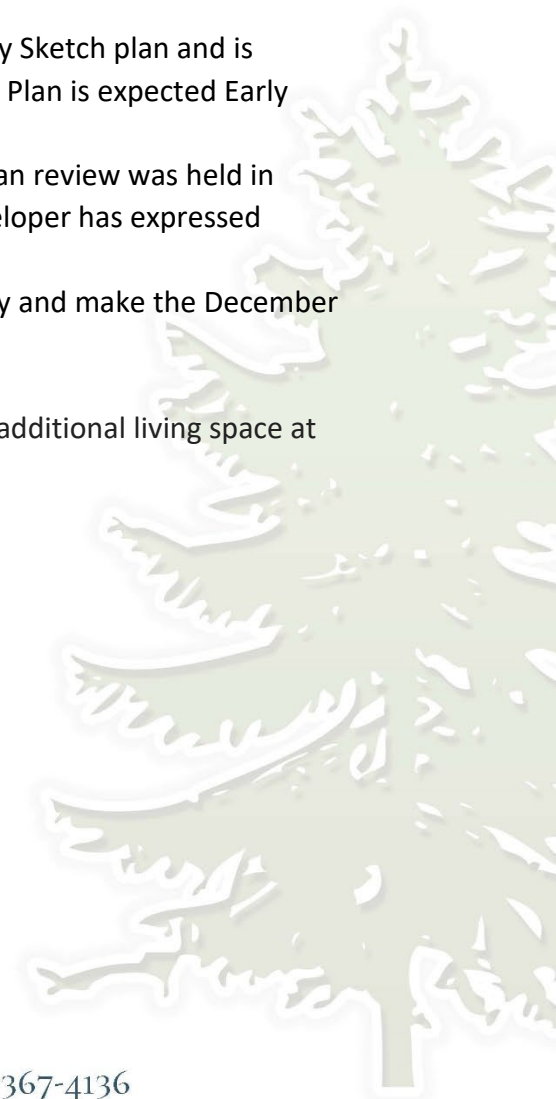 y Sketch plan and is
Plan is expected Early
an review was held in
eloper has expressed
y and make the December
additional living space at
367-4136